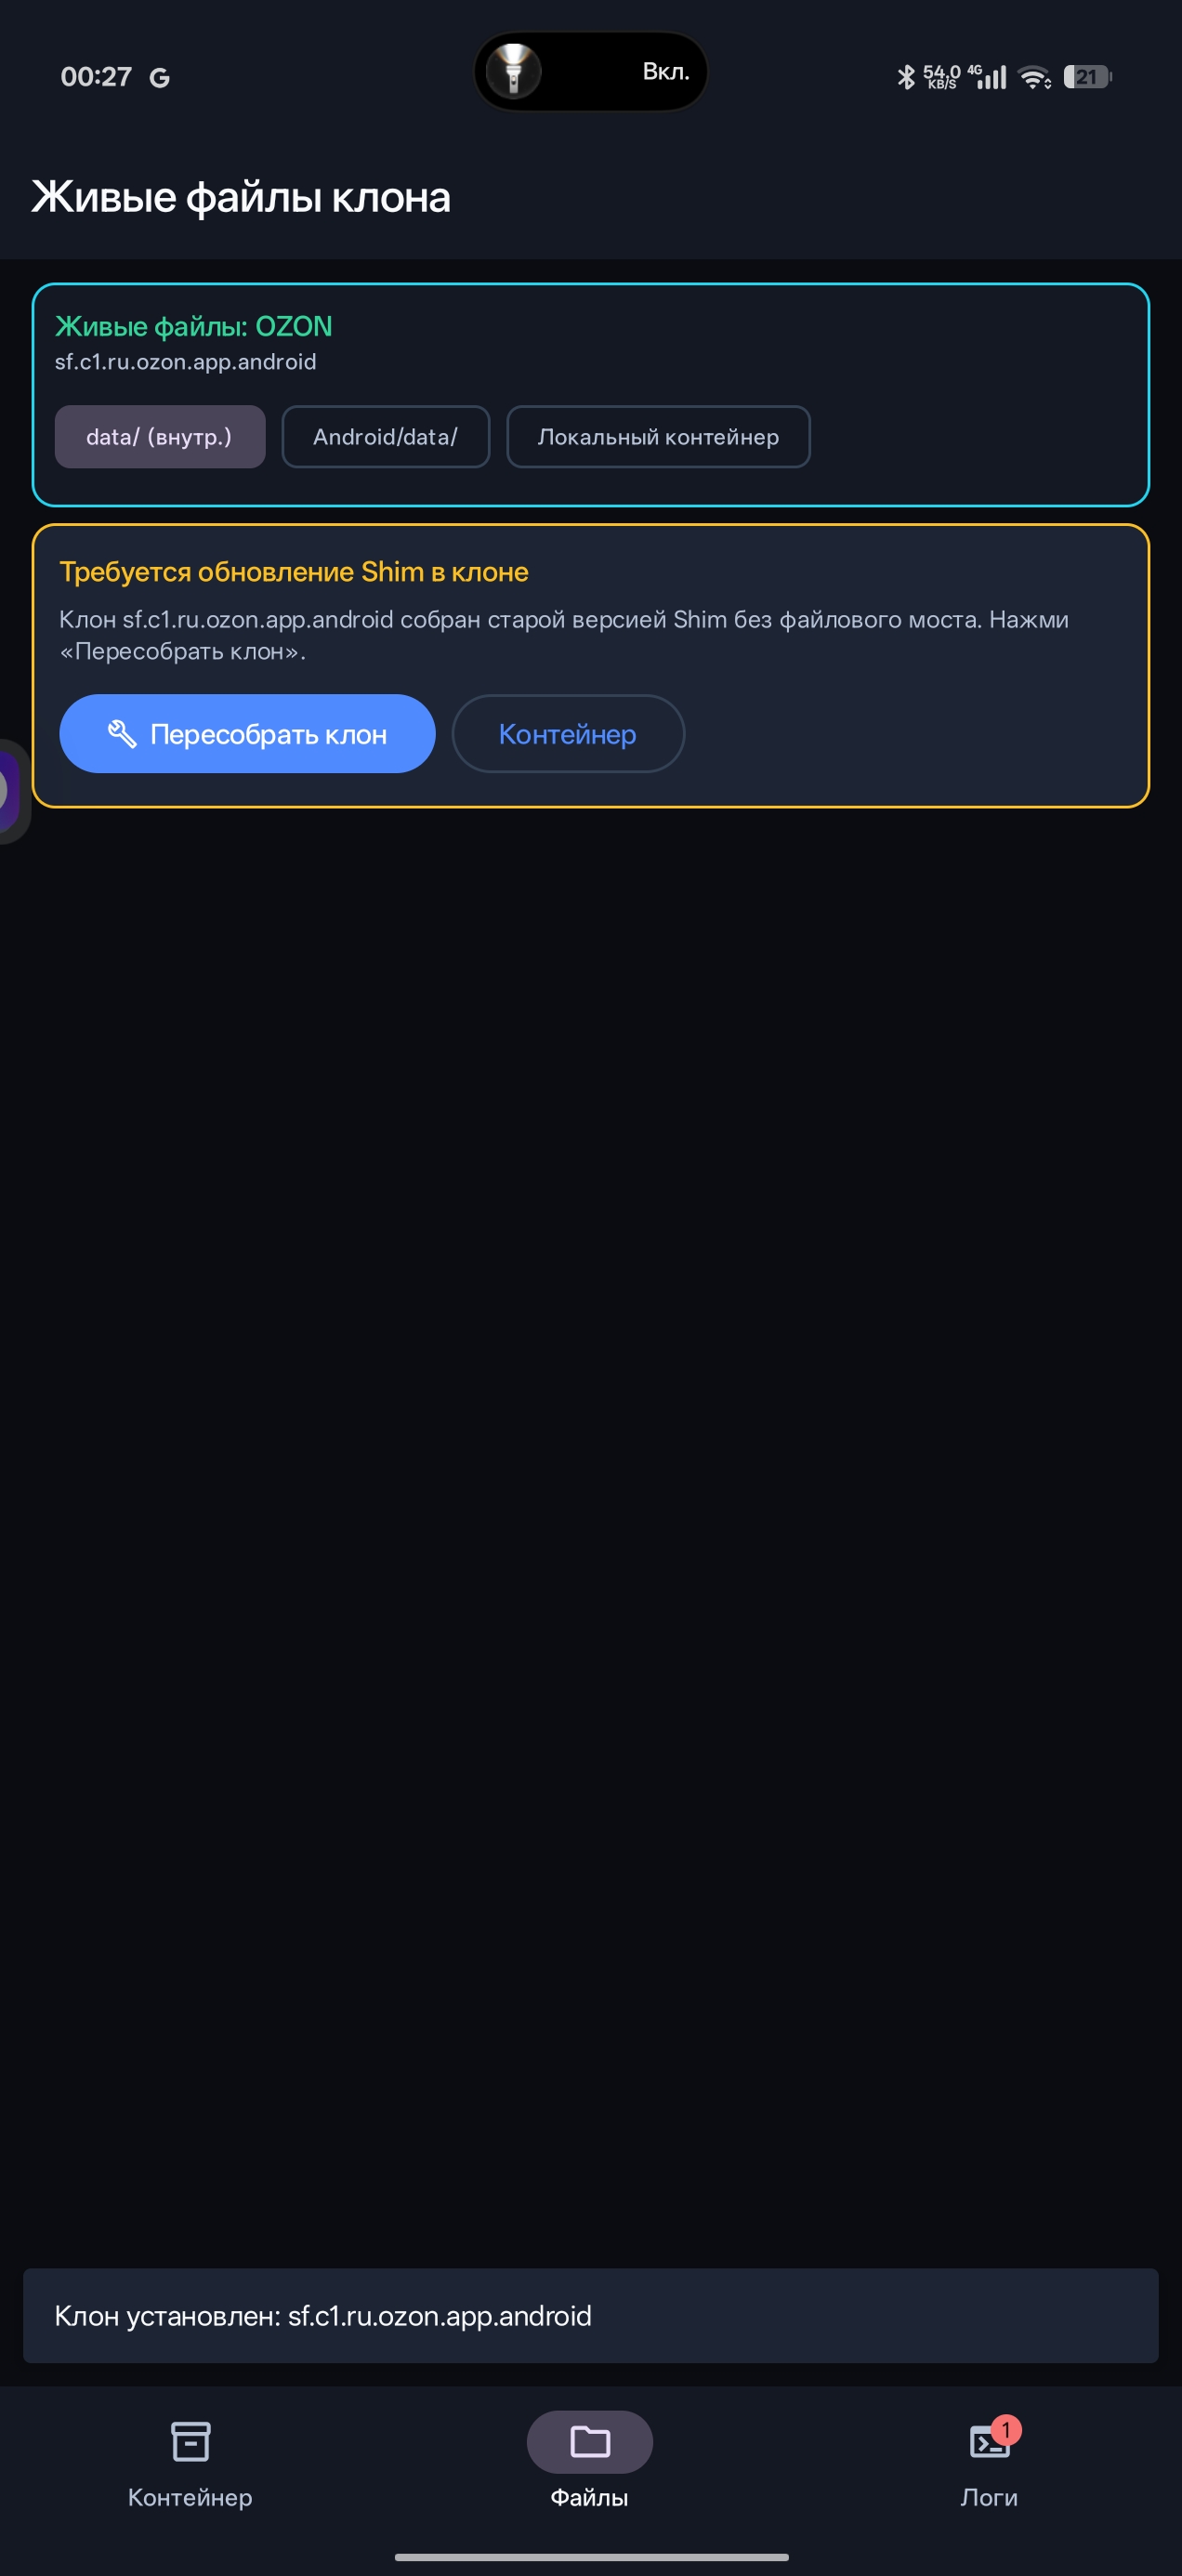 00:27 G
Вкл.
54.0
KB/S
4G
21
Живые файлы клона
Живые файлы: OZON
sf.c1.ru.ozon.app.android
data/ (внутр.)
Android/data/
Локальный контейнер
Требуется обновление Shim в клоне
Клон sf.c1.ru.ozon.app.android собран старой версией Shim без файлового моста. Нажми
«Пересобрать клон».
Пересобрать клон
Контейнер
Клон установлен: sf.c1.ru.ozon.app.android
1
Контейнер
Файлы
Логи